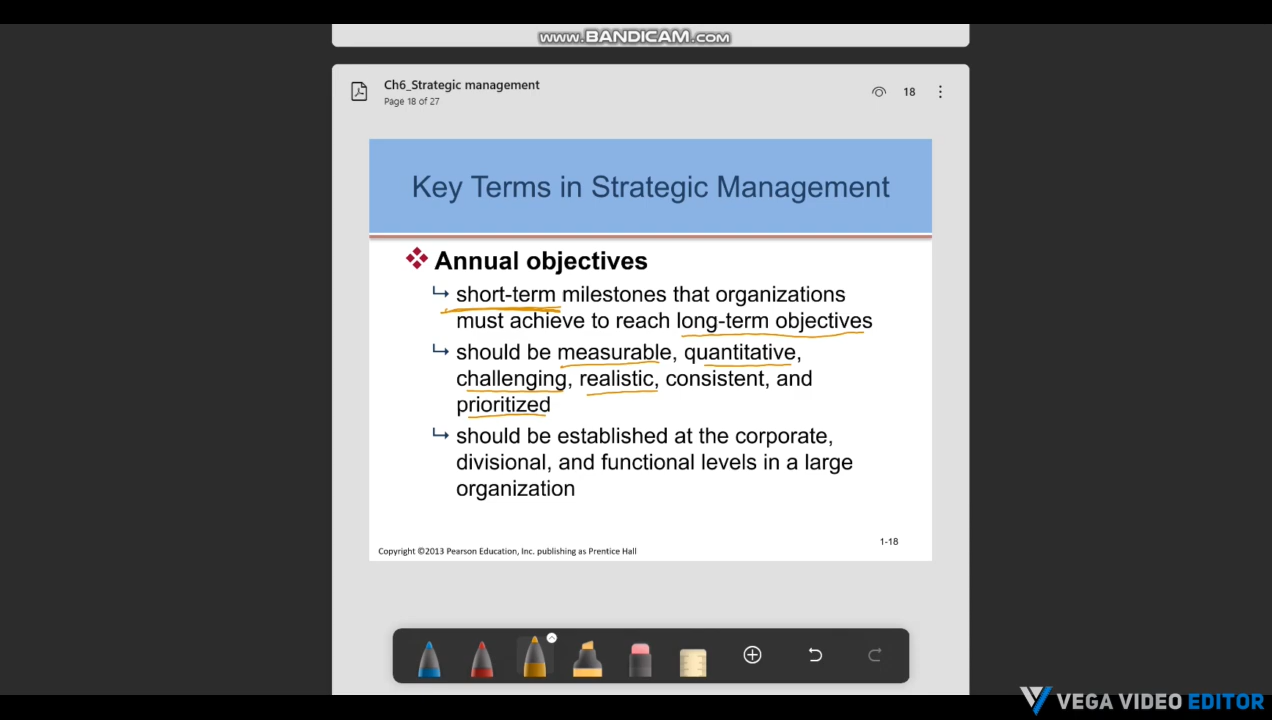 www.BANDICAM.COM
Ch6_Strategic management
Page 18 of 27
18
Key Terms in Strategic Management
Annual objectives
short-term milestones that organizations
must achieve to reach long-term objectives
should be measurable, quantitative,
challenging, realistic, consistent, and
prioritized
should be established at the corporate,
divisional, and functional levels in a large
organization
1-18
Copyright ©2013 Pearson Education, Inc. publishing as Prentice Hall
VEGA VIDEO EDITOR